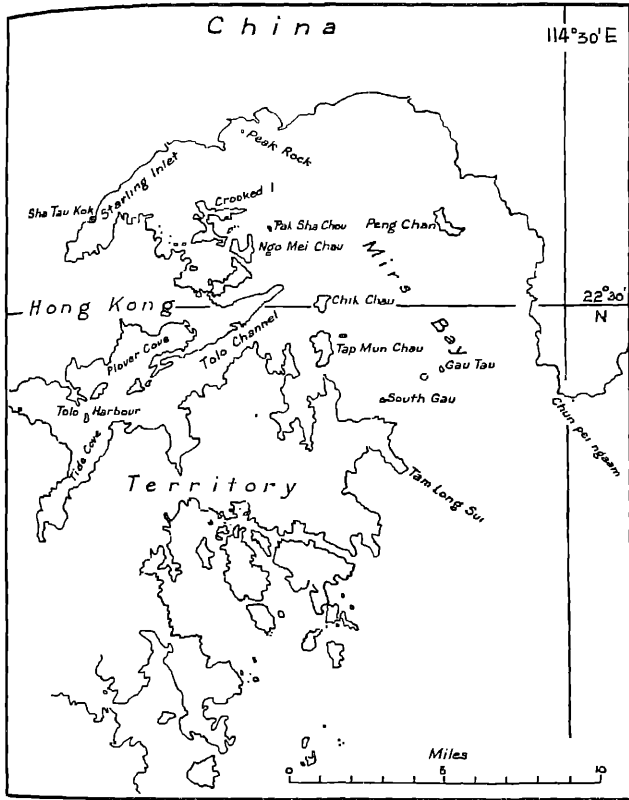 China
114°30'E
Peak Rock
Starling Inlet
Sha Tau Kok
Crooked I
Pak Sha Chau
Peng Chan
Ngo Mei Chau
Mirs Bay
Hong Kong
Chik Chau
22°30'
N
Plover Cove
Tolo Channel
Tap Mun Chau
Gau Tau
South Gau
Tolo Harbour
Tide Cove
Chun pei ngaam
Territory
Tam Long Sui
Miles
0 5 10